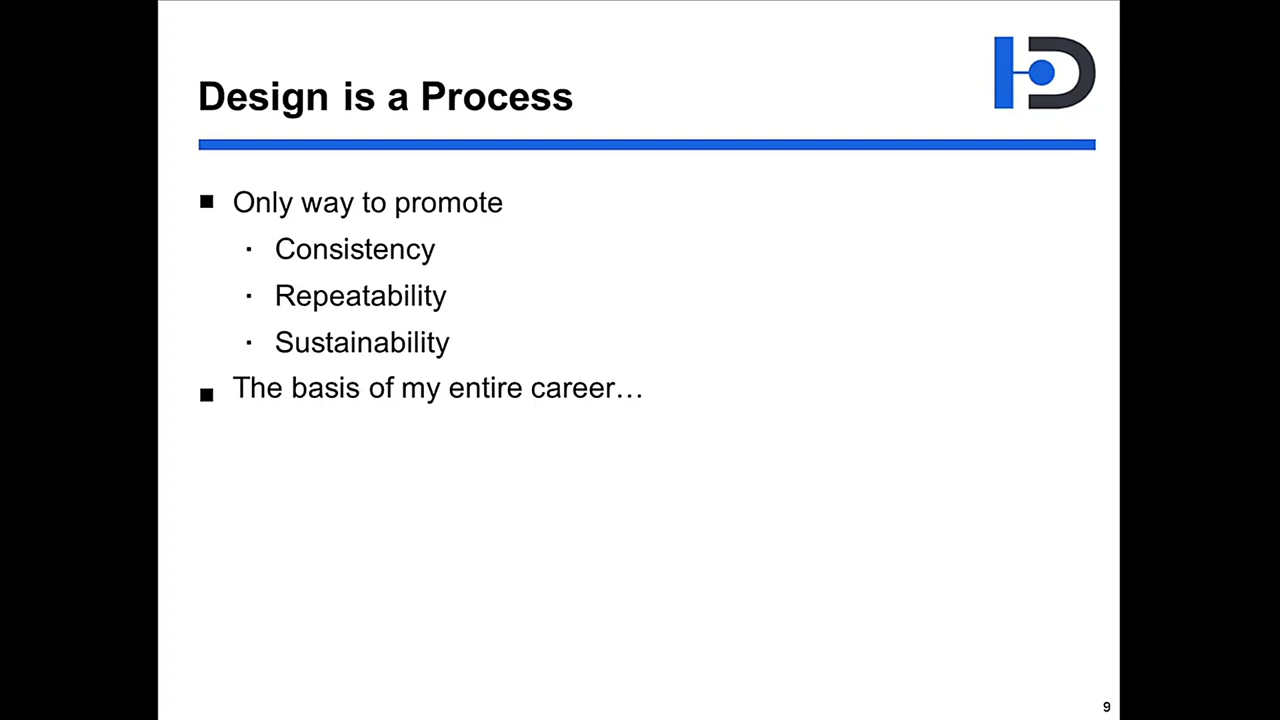 Design is a Process
Only way to promote
Consistency
Repeatability
Sustainability
The basis of my entire career…
9